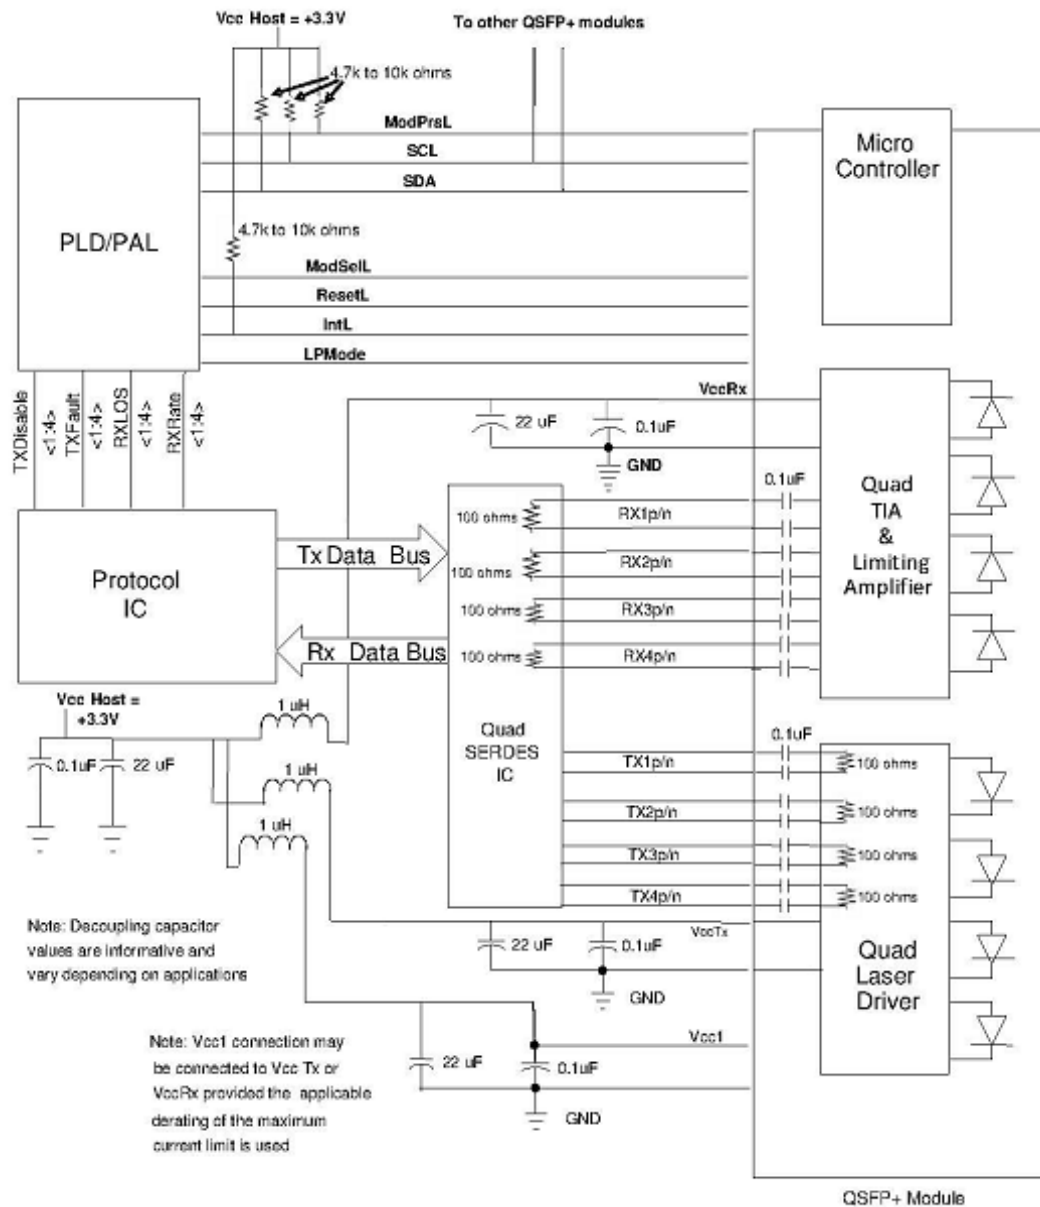 Vcc Host = +3.3V
To other QSFP+ modules
4.7k to 10k ohms
ModPrsL
SCL
SDA
Micro
Controller
PLD/PAL
4.7k to 10k ohms
ModSelL
ResetL
IntL
LPMode
TXDisable
<1:4>
TXFault
<1:4>
RXLOS
<1:4>
RXRate
<1:4>
VccRx
22 uF
0.1uF
GND
0.1uF
Quad
TIA
&
Limiting
Amplifier
100 ohms
RX1p/n
100 ohms
RX2p/n
100 ohms
RX3p/n
100 ohms
RX4p/n
Protocol
IC
Tx Data Bus
Rx Data Bus
Vcc Host =
+3.3V
0.1uF
22 uF
1 uH
1 uH
1 uH
Quad
SERDES
IC
0.1uF
TX1p/n
100 ohms
TX2p/n
100 ohms
TX3p/n
100 ohms
TX4p/n
100 ohms
Quad
Laser
Driver
Note: Decoupling capacitor
values are informative and
vary depending on applications
VccTx
22 uF
0.1uF
GND
Note: Vcc1 connection may
be connected to Vcc Tx or
VccRx provided the applicable
derating of the maximum
current limit is used
Vcc1
22 uF
0.1uF
GND
QSFP+ Module